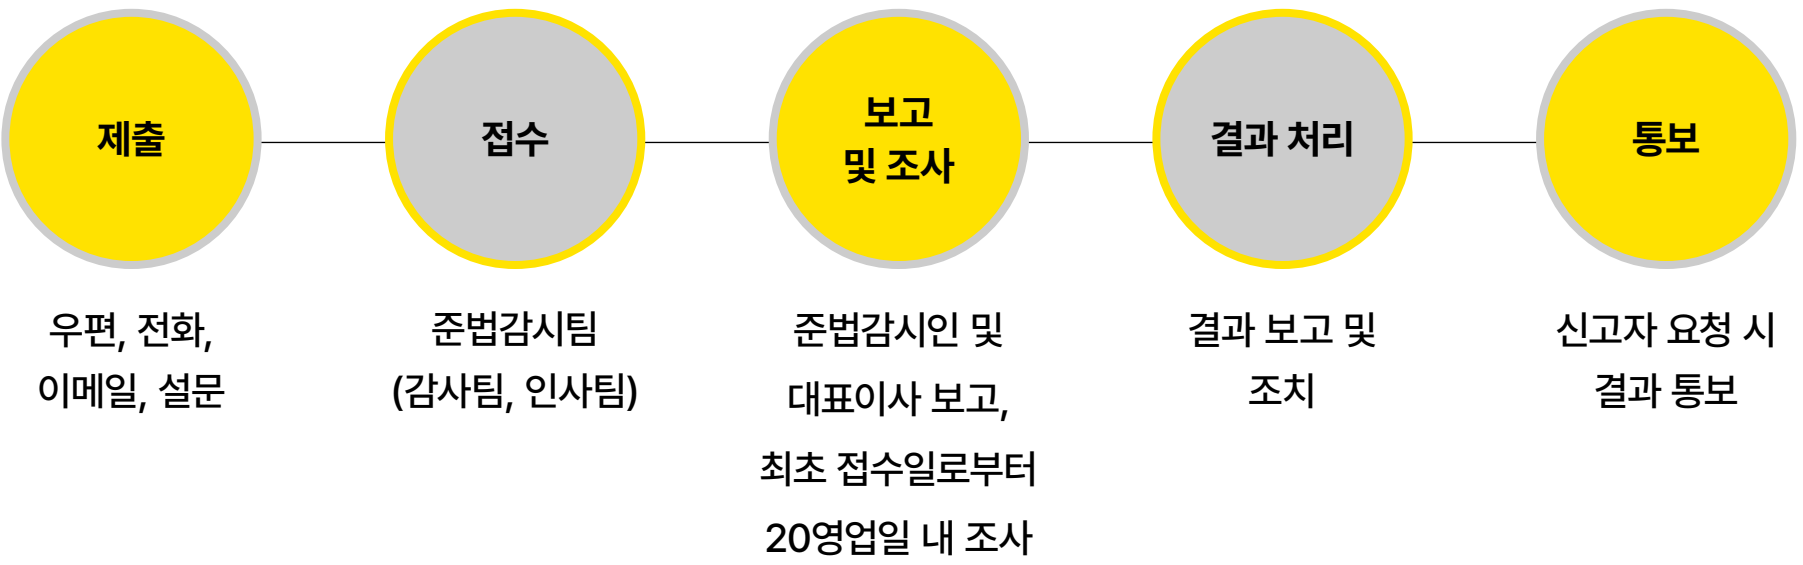 제출
접수
보고
및 조사
결과 처리
통보
우편, 전화,
이메일, 설문
준법감시팀
(감사팀, 인사팀)
준법감시인 및
대표이사 보고,
최초 접수일로부터
20영업일 내 조사
결과 보고 및
조치
신고자 요청 시
결과 통보